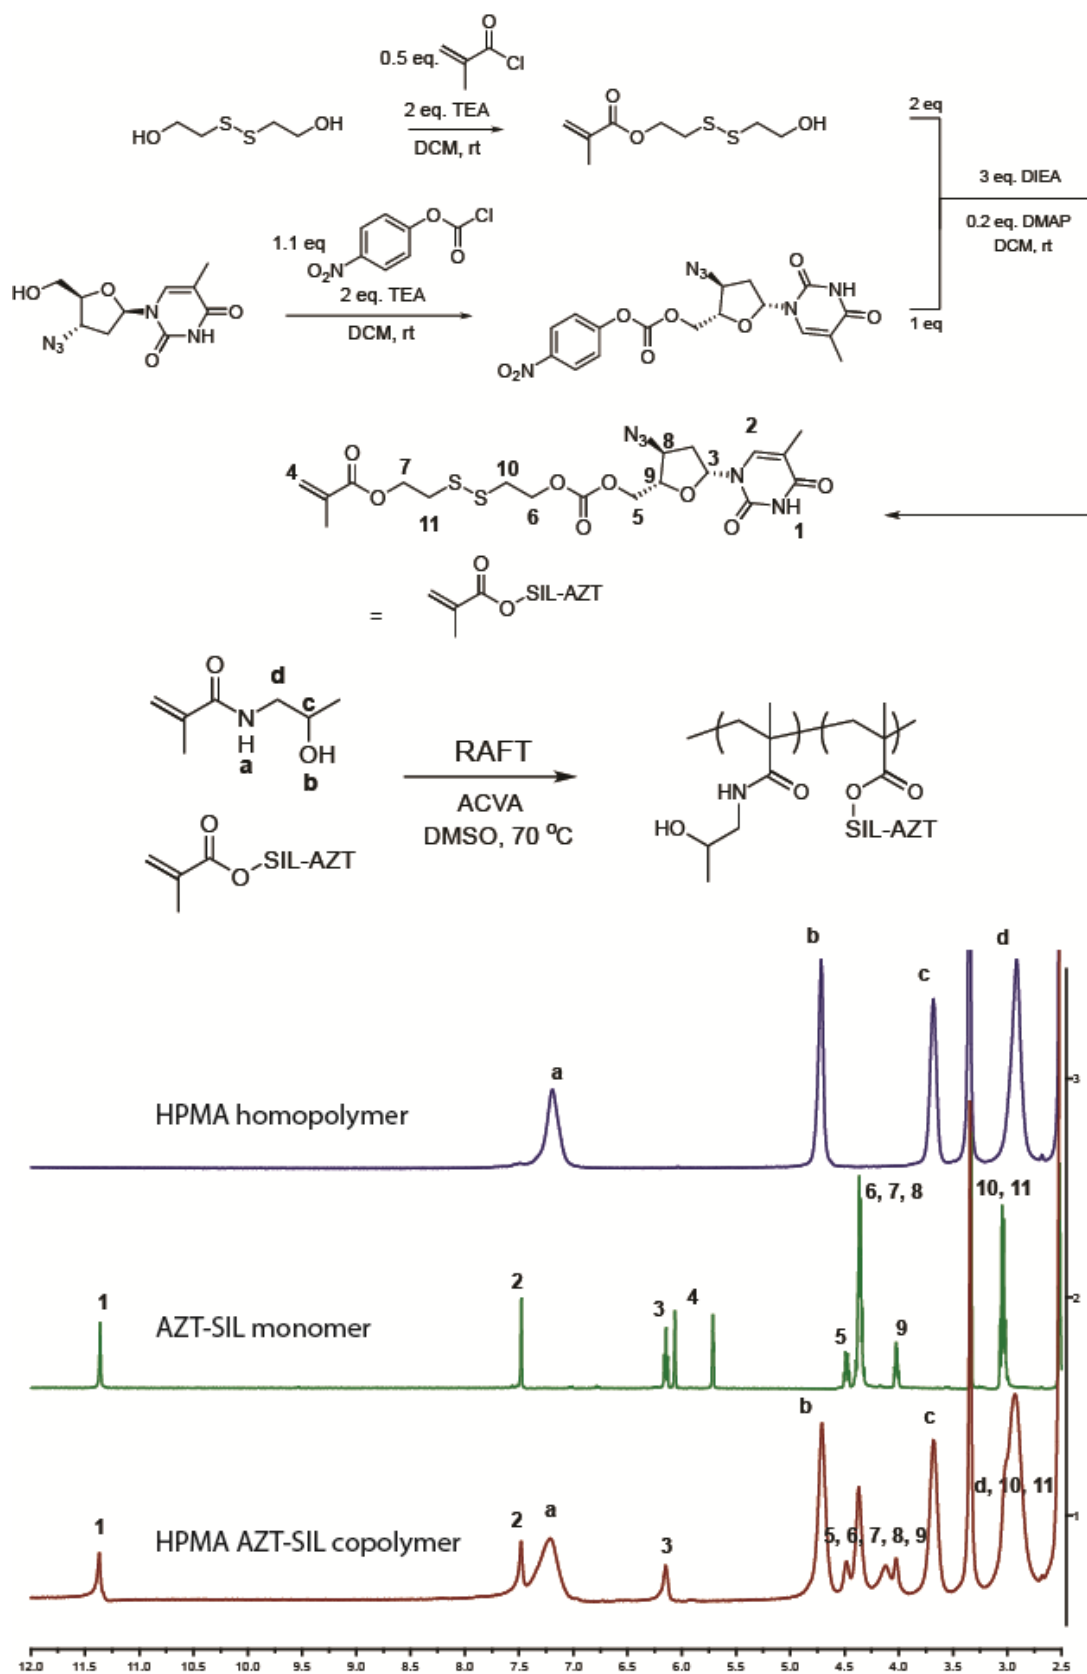 O
0.5 eq.
Cl
2 eq. TEA
DCM, rt
HO
S
S
OH
O
O
S
S
OH
2 eq
3 eq. DIEA
0.2 eq. DMAP
DCM, rt
1.1 eq
O
Cl
O
NO₂
2 eq. TEA
DCM, rt
HO
O
N
O
NH
O
N₃
N₃
O
NH
O
N
O
O
O
O
O₂N
1 eq
4
O
7
O
S
S
10
11
6
O
O
O
5
N₃
8
9
O
3
2
N
O
NH
1
O
=
O
O
SIL-AZT
O
d
c
N
H
a
OH
b
RAFT
ACVA
DMSO, 70 °C
O
O
SIL-AZT
HN
O
O
O
HO
SIL-AZT
b
d
c
a
HPMA homopolymer
3
6, 7, 8
10, 11
1
2
3
4
5
9
AZT-SIL monomer
2
b
c
1
2
a
3
5, 6, 7, 8, 9
d, 10, 11
HPMA AZT-SIL copolymer
1
12.0 11.5 11.0 10.5 10.0 9.5 9.0 8.5 8.0 7.5 7.0 6.5 6.0 5.5 5.0 4.5 4.0 3.5 3.0 2.5